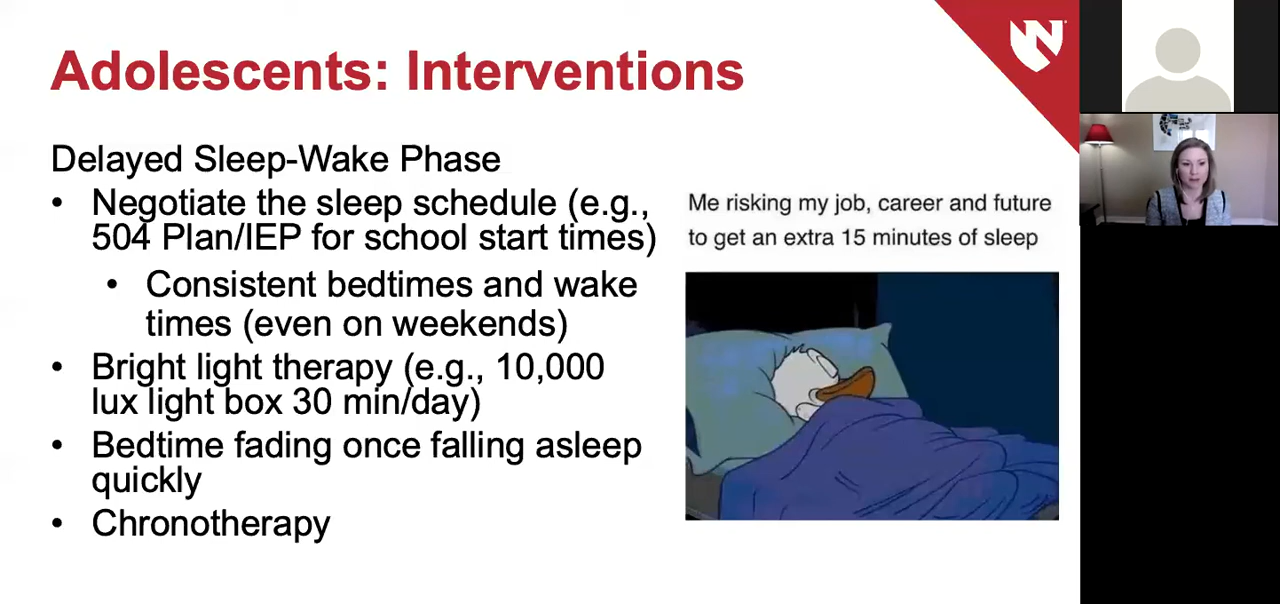 Adolescents: Interventions
Delayed Sleep-Wake Phase
• Negotiate the sleep schedule (e.g.,
504 Plan/IEP for school start times)
• Consistent bedtimes and wake
times (even on weekends)
• Bright light therapy (e.g., 10,000
lux light box 30 min/day)
• Bedtime fading once falling asleep
quickly
• Chronotherapy
Me risking my job, career and future
to get an extra 15 minutes of sleep
N